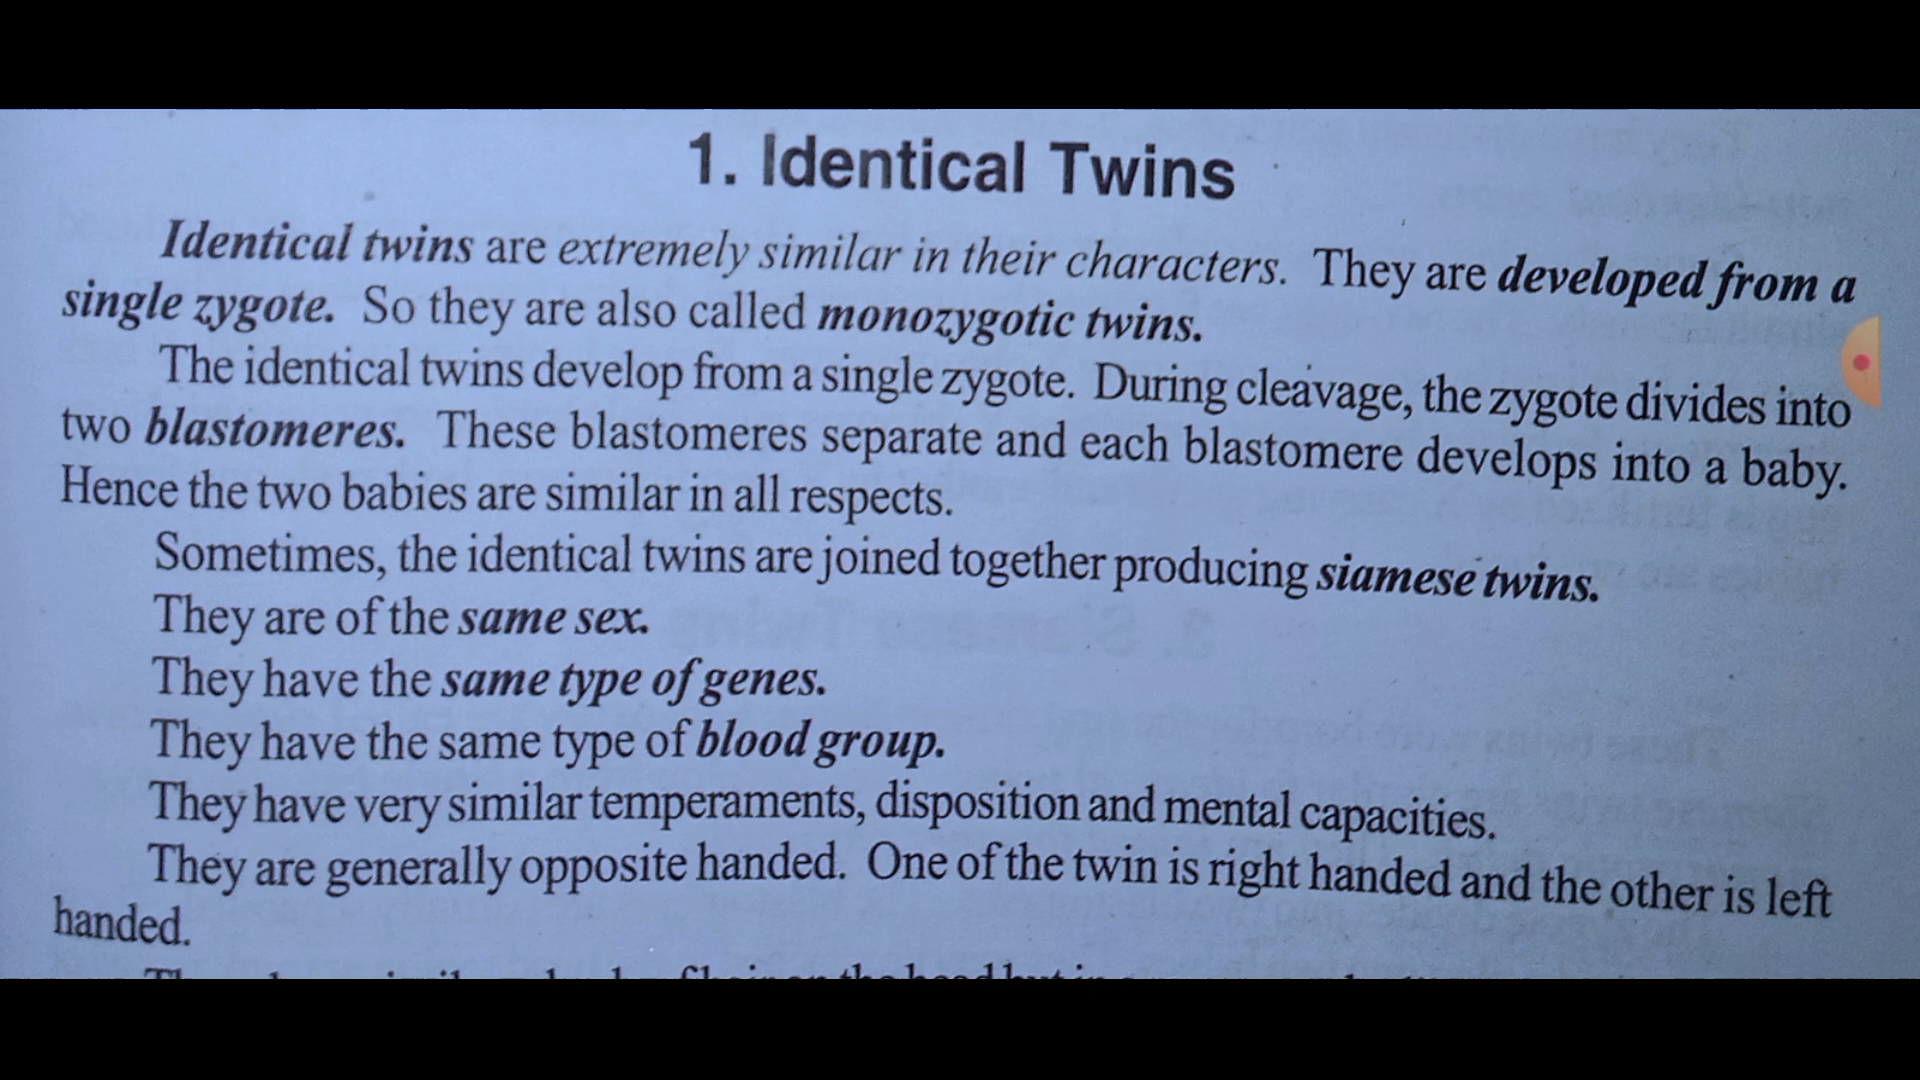 1. Identical Twins
Identical twins are extremely similar in their characters. They are developed from a
single zygote. So they are also called monozygotic twins.
The identical twins develop from a single zygote. During cleavage, the zygote divides into
two blastomeres. These blastomeres separate and each blastomere develops into a baby.
Hence the two babies are similar in all respects.
Sometimes, the identical twins are joined together producing siamese twins.
They are of the same sex.
They have the same type of genes.
They have the same type of blood group.
They have very similar temperaments, disposition and mental capacities.
They are generally opposite handed. One of the twin is right handed and the other is left
handed.